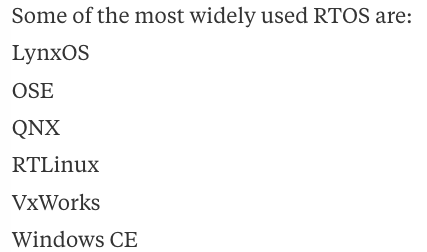 Some of the most widely used RTOS are:
LynxOS
OSE
QNX
RTLinux
VxWorks
Windows CE